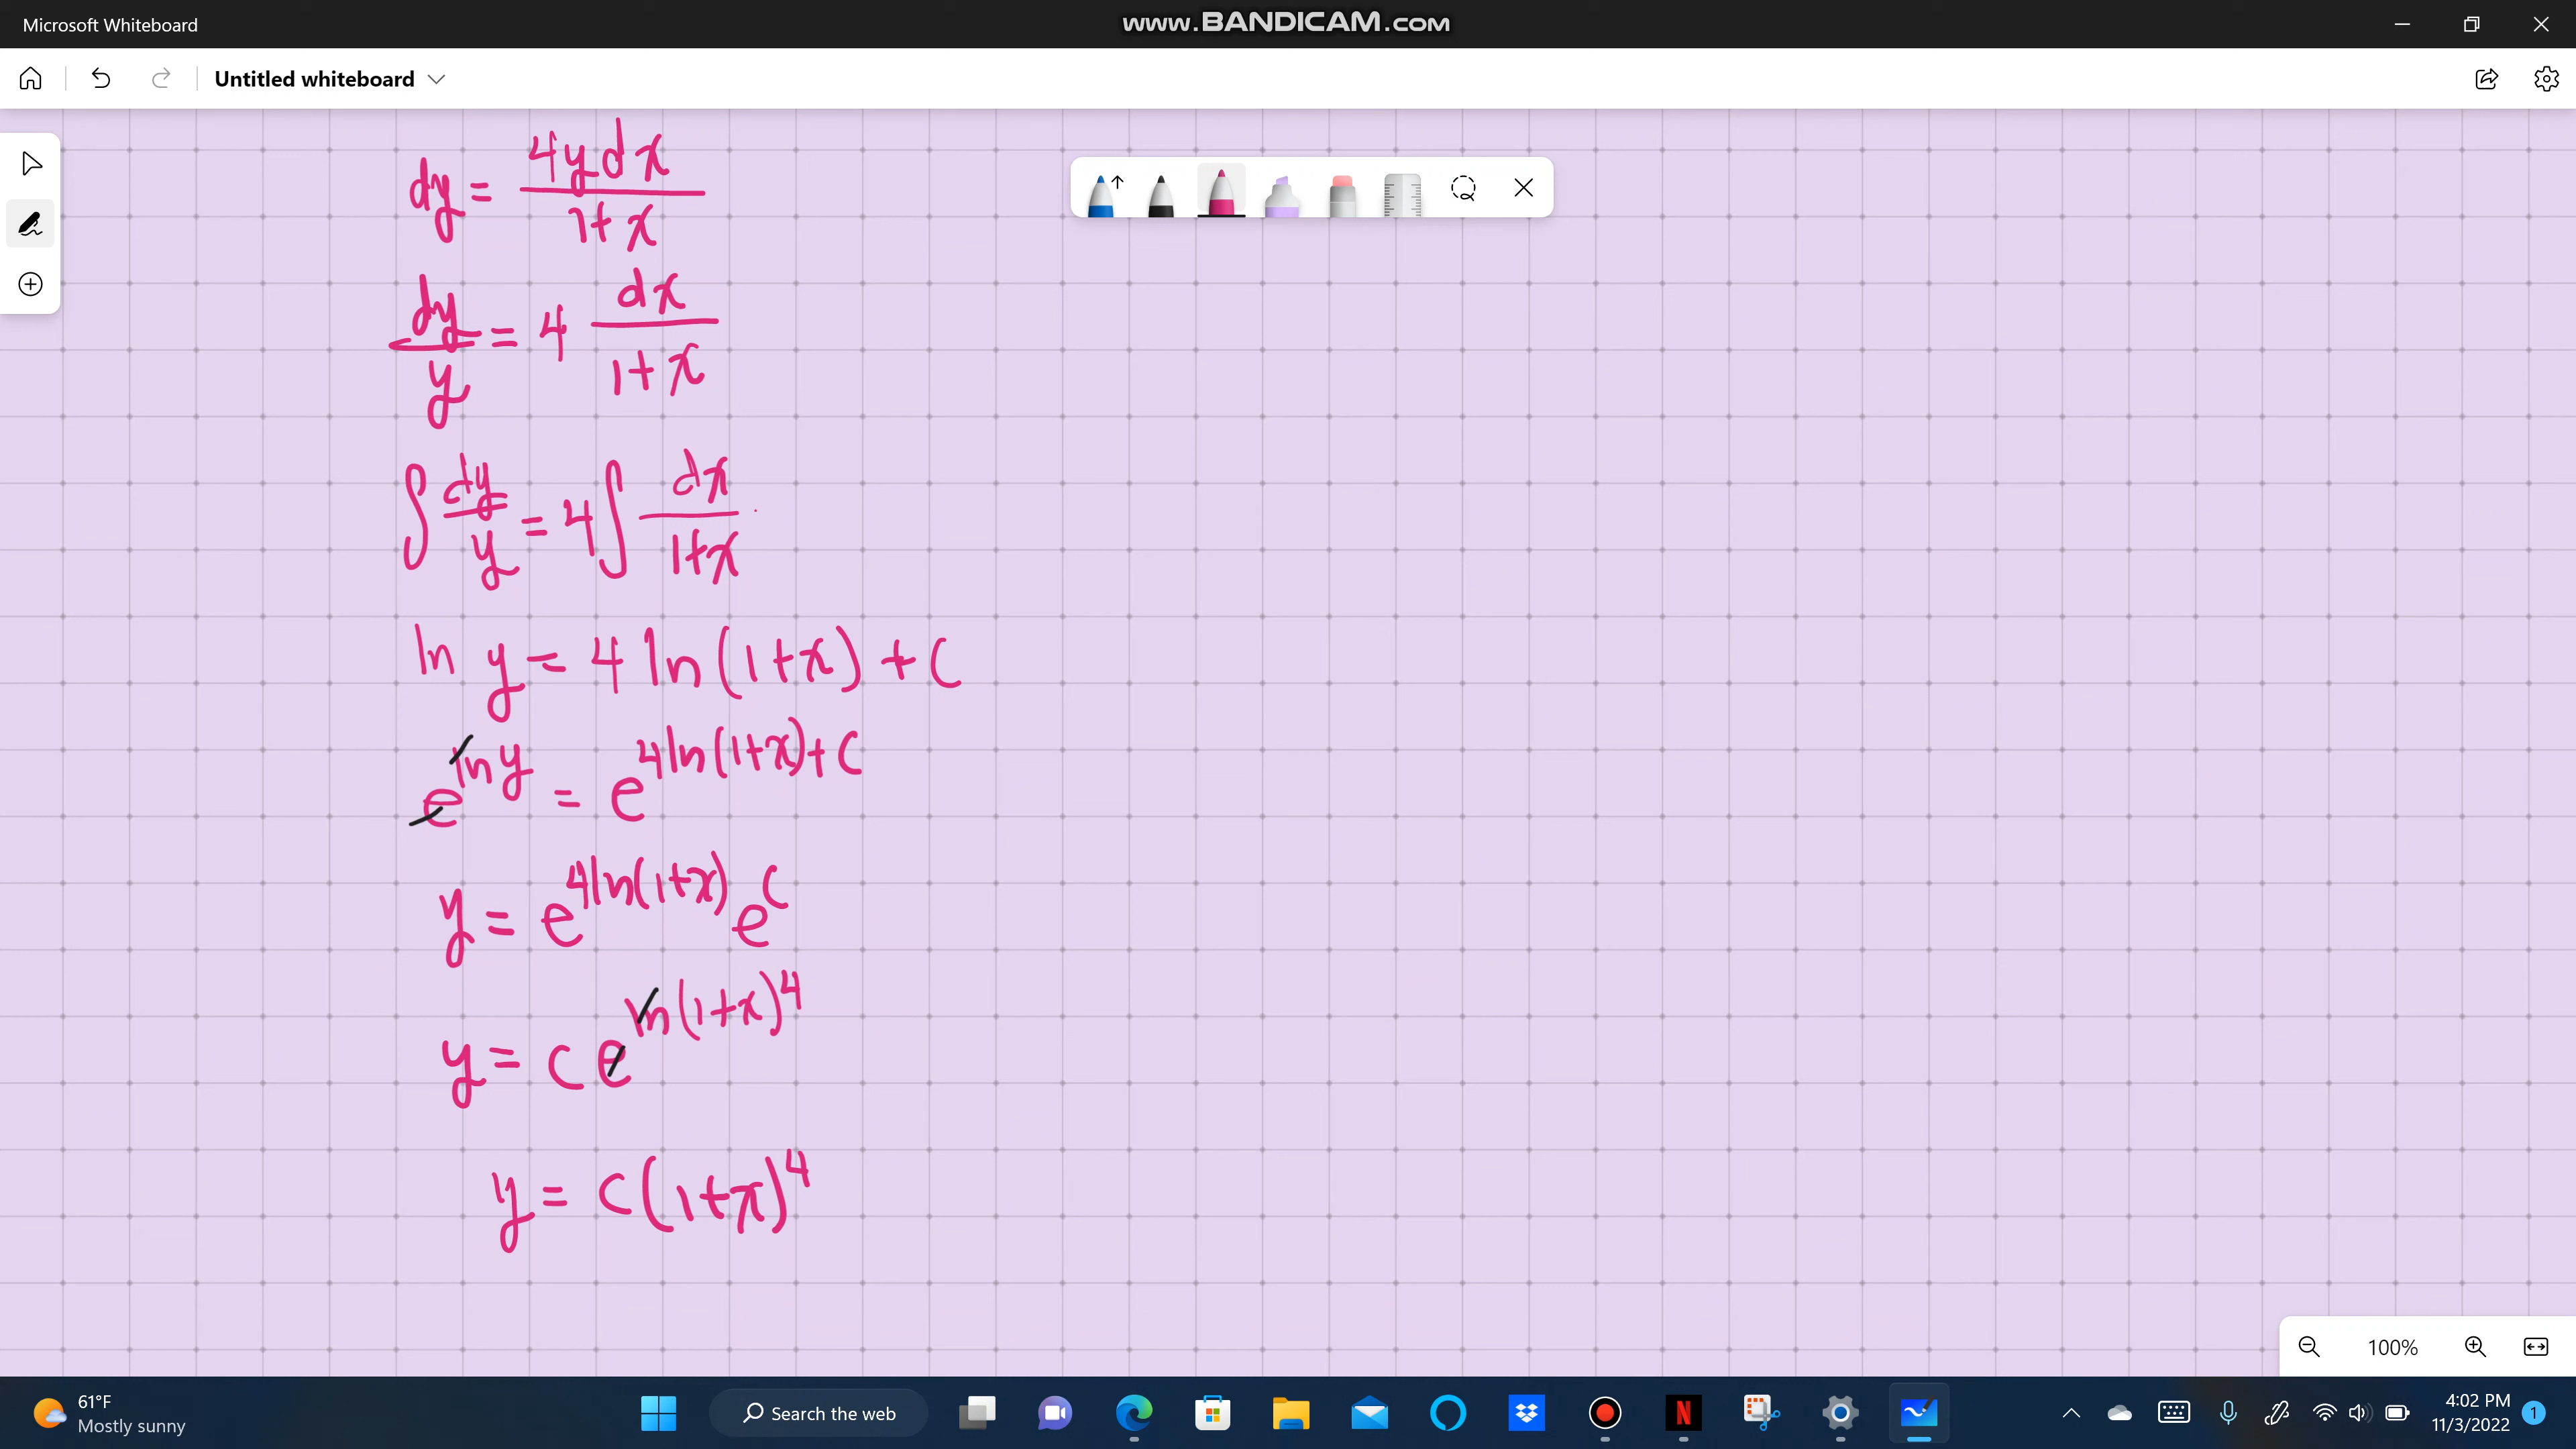 Microsoft Whiteboard
www.BANDICAM.com
Untitled whiteboard
dy = 4ydx / 1+x
dy/y = 4 dx / 1+x
∫ dy/y = 4 ∫ dx / 1+x
ln y = 4 ln (1+x) + C
e^ln y = e^4ln(1+x)+C
y = e^4ln(1+x) e^C
y = C e^ln(1+x)^4
y = C (1+x)^4
100%
61°F
Mostly sunny
Search the web
N
4:02 PM
11/3/2022
1